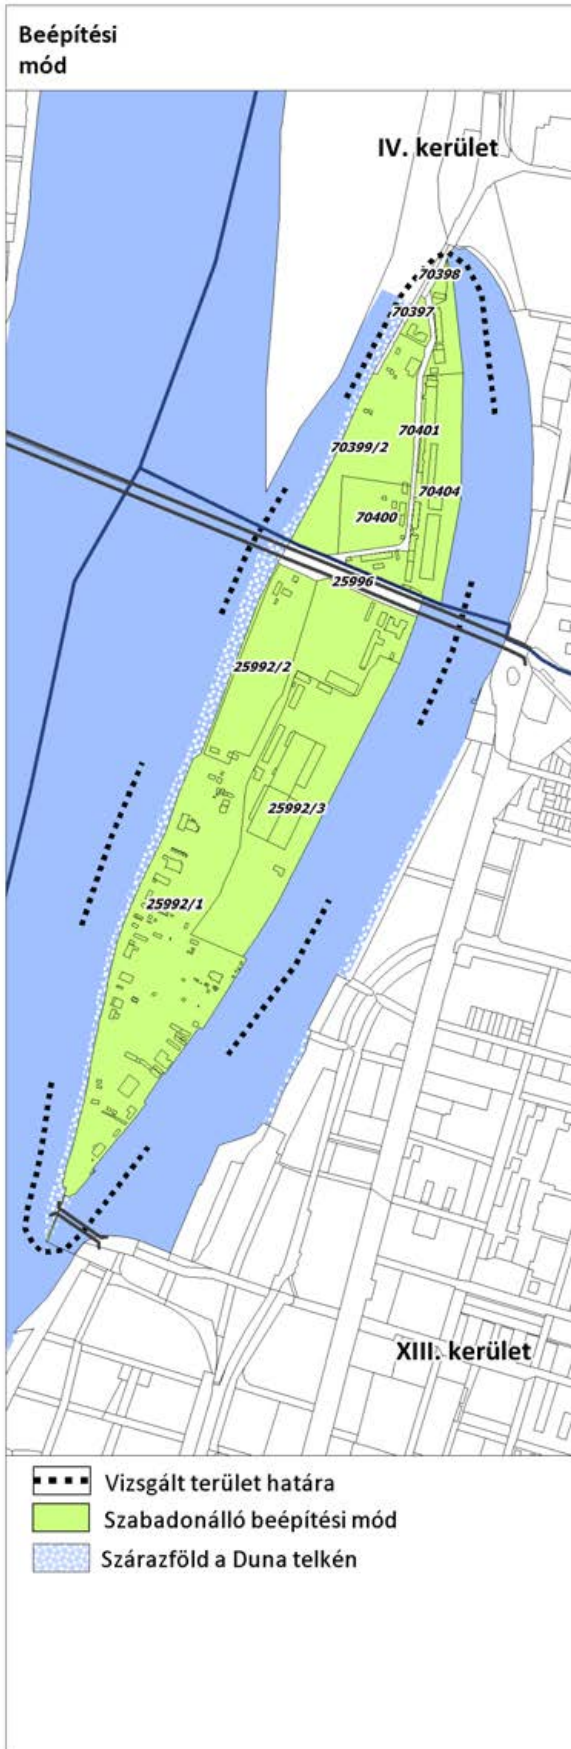 Beépítési
mód
IV. kerület
70398
70397
70401
70399/2
70404
70400
25996
25992/2
25992/3
25992/1
XIII. kerület
Vizsgált terület határa
Szabadonálló beépítési mód
Szárazföld a Duna telkén